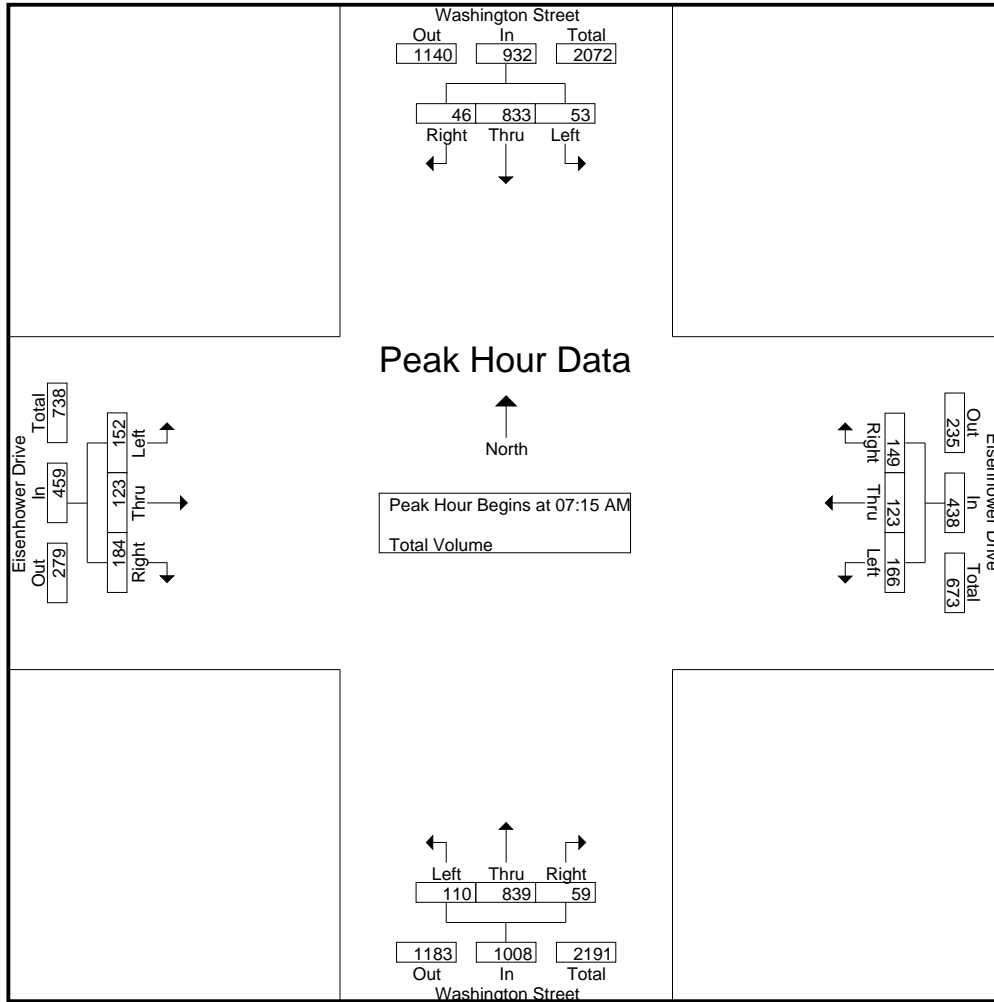 Washington Street
Out In Total
1140 932 2072
46 833 53
Right Thru Left
Peak Hour Data
North
Peak Hour Begins at 07:15 AM
Total Volume
Eisenhower Drive
Total In Out
738 459 279
152 123 184
Left Thru Right
Eisenhower Drive
Out In Total
235 438 673
149 123 166
Right Thru Left
Left Thru Right
110 839 59
1183 1008 2191
Out In Total
Washington Street